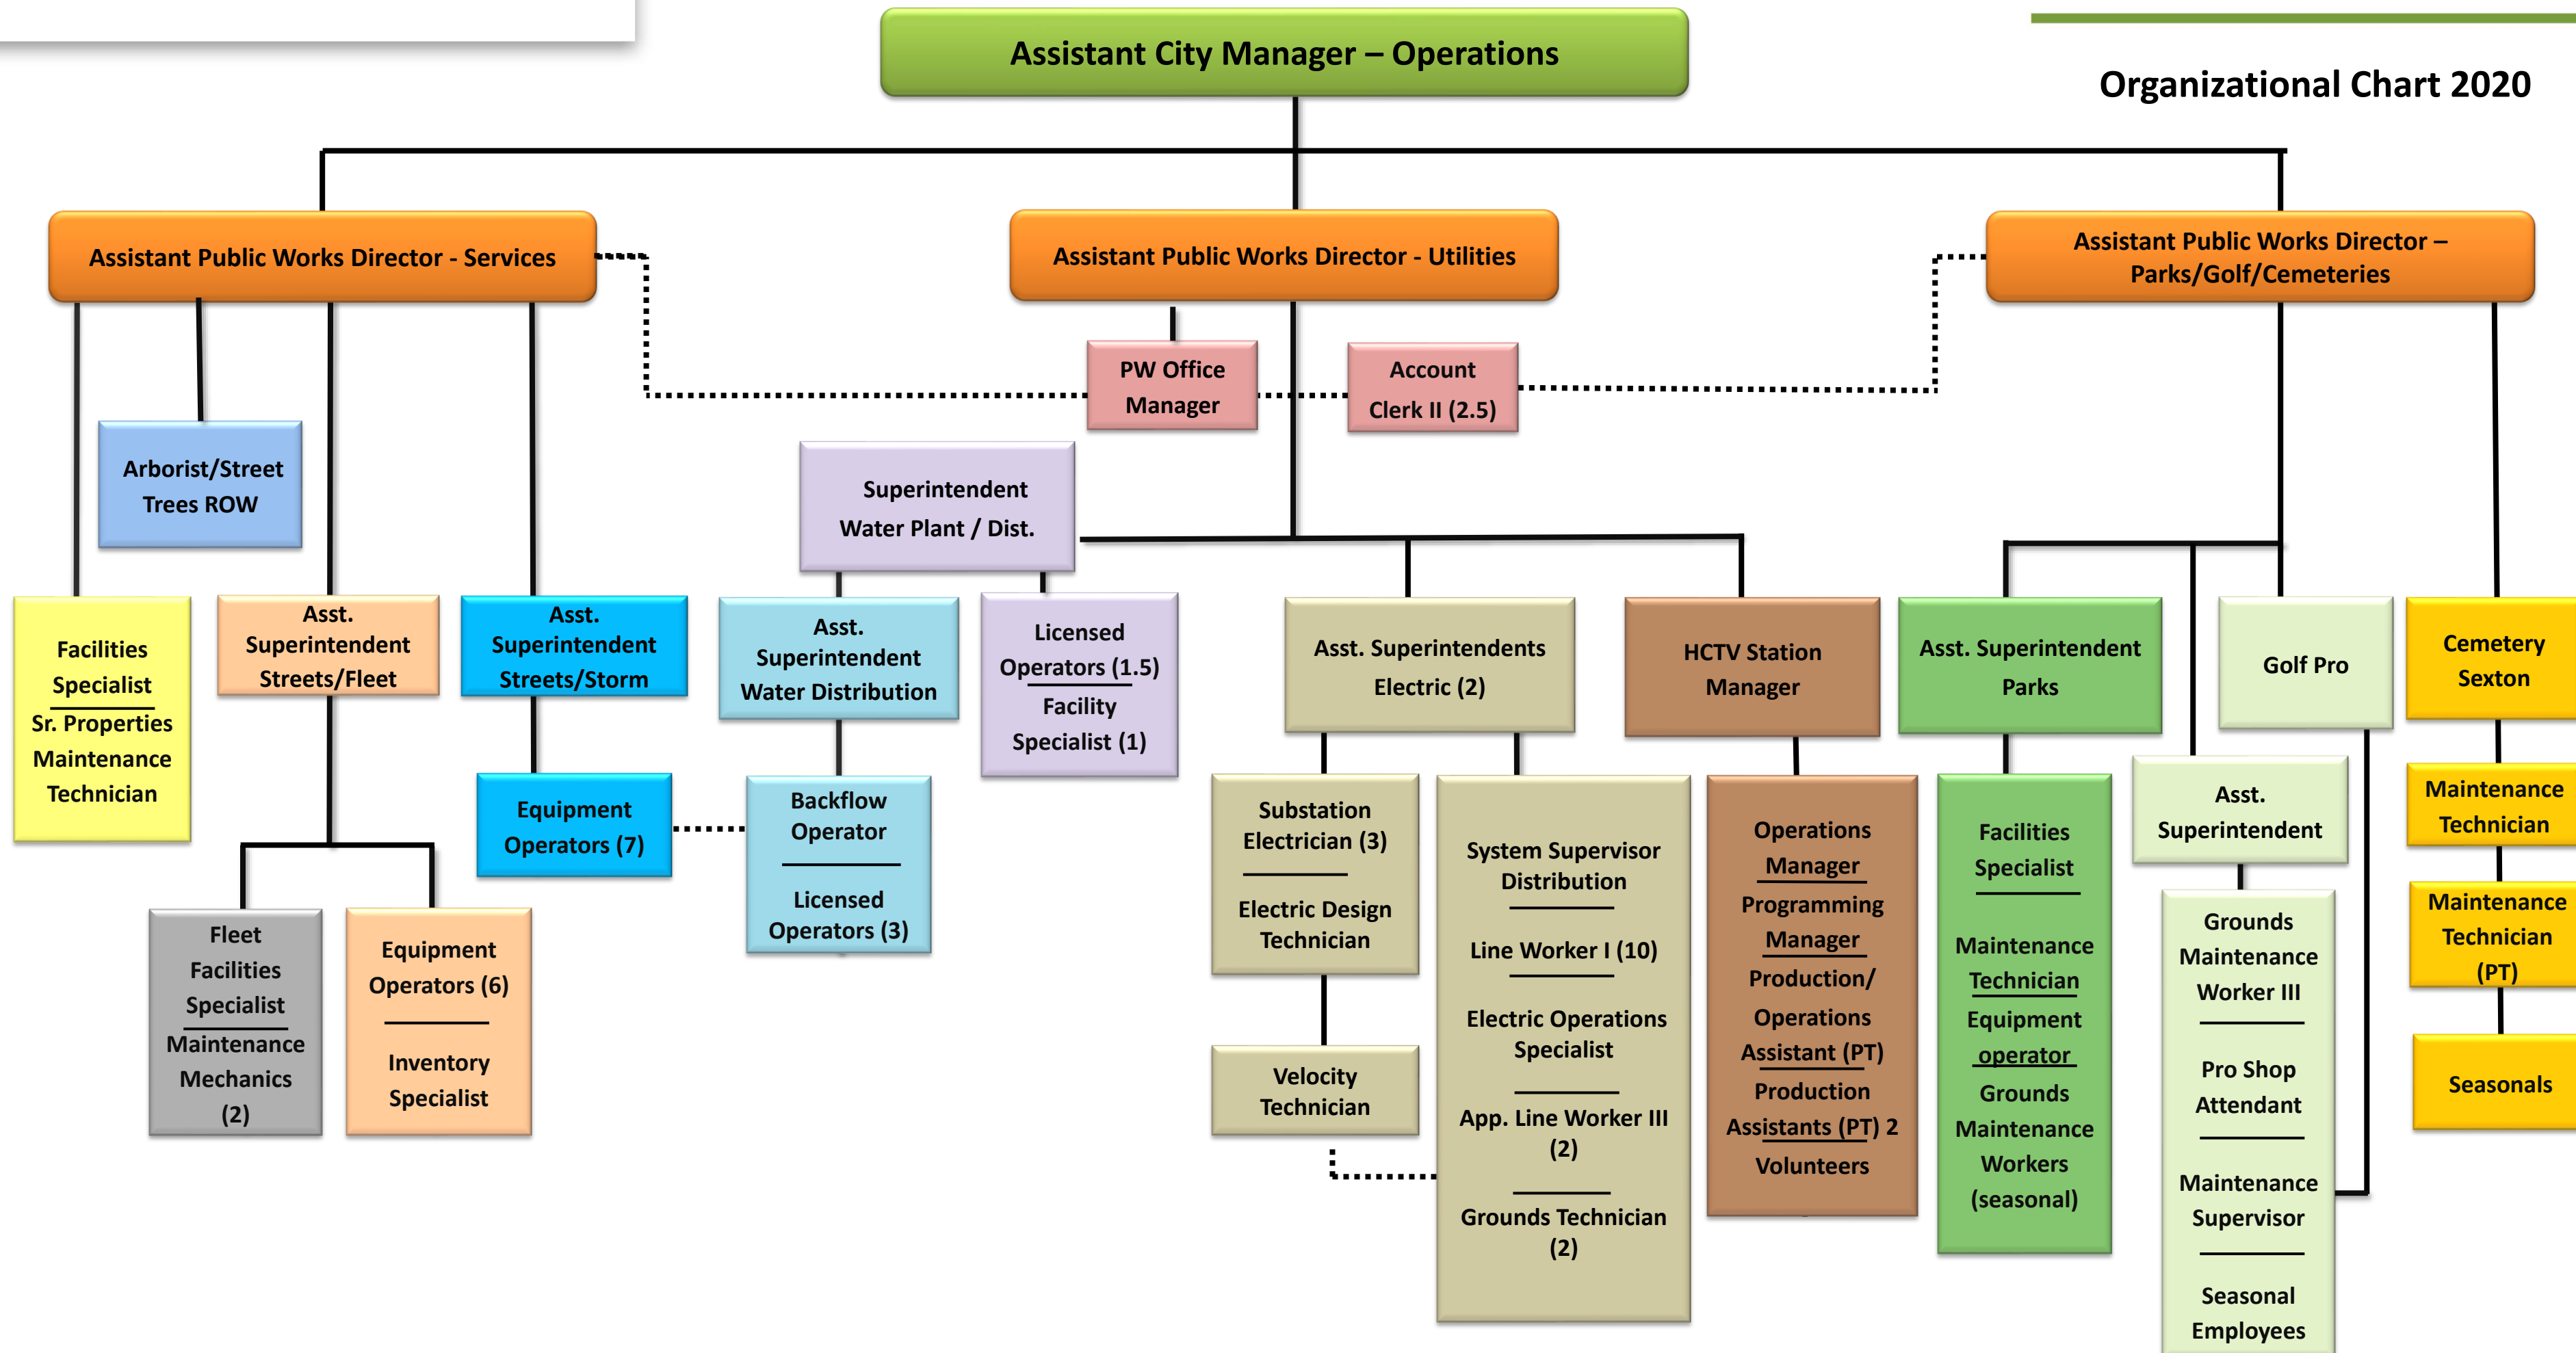 Assistant City Manager – Operations
Organizational Chart 2020
Assistant Public Works Director - Services
Assistant Public Works Director - Utilities
Assistant Public Works Director –
Parks/Golf/Cemeteries
PW Office
Manager
Account
Clerk II (2.5)
Arborist/Street
Trees ROW
Superintendent
Water Plant / Dist.
Facilities
Specialist
Sr. Properties
Maintenance
Technician
Asst.
Superintendent
Streets/Fleet
Asst.
Superintendent
Streets/Storm
Asst.
Superintendent
Water Distribution
Licensed
Operators (1.5)
Facility
Specialist (1)
Asst. Superintendents
Electric (2)
HCTV Station
Manager
Asst. Superintendent
Parks
Golf Pro
Cemetery
Sexton
Equipment
Operators (7)
Backflow
Operator
Licensed
Operators (3)
Substation
Electrician (3)
Electric Design
Technician
System Supervisor
Distribution
Line Worker I (10)
Electric Operations
Specialist
App. Line Worker III
(2)
Grounds Technician
(2)
Operations
Manager
Programming
Manager
Production/
Operations
Assistant (PT)
Production
Assistants (PT) 2
Volunteers
Facilities
Specialist
Maintenance
Technician
Equipment
operator
Grounds
Maintenance
Workers
(seasonal)
Asst.
Superintendent
Grounds
Maintenance
Worker III
Pro Shop
Attendant
Maintenance
Supervisor
Seasonal
Employees
Maintenance
Technician
Maintenance
Technician
(PT)
Seasonals
Fleet
Facilities
Specialist
Maintenance
Mechanics
(2)
Equipment
Operators (6)
Inventory
Specialist
Velocity
Technician